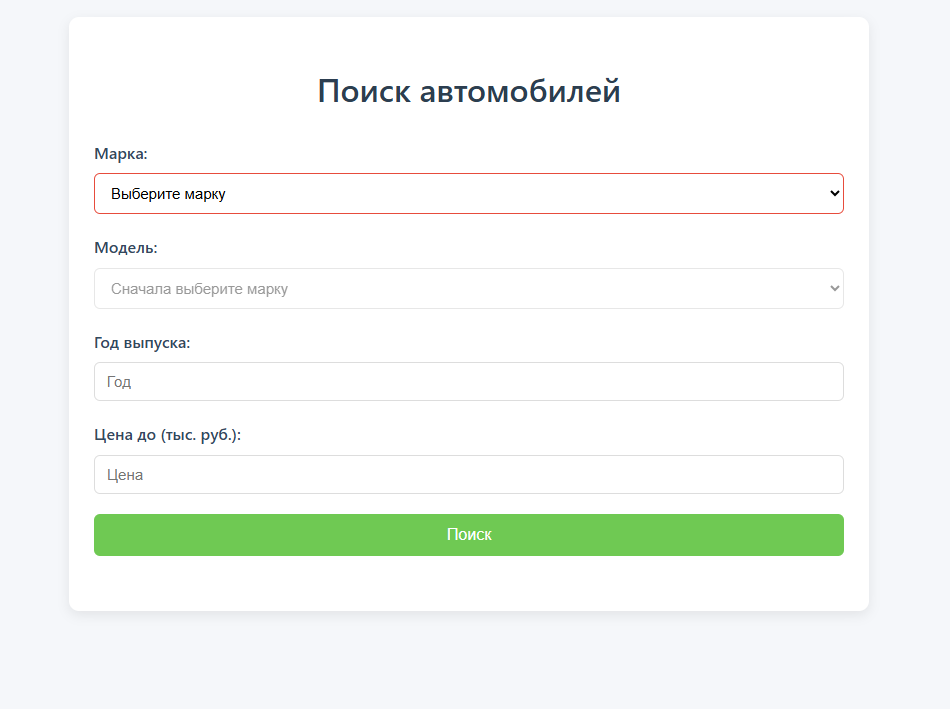 Поиск автомобилей
Марка:
Выберите марку
Модель:
Сначала выберите марку
Год выпуска:
Год
Цена до (тыс. руб.):
Цена
Поиск